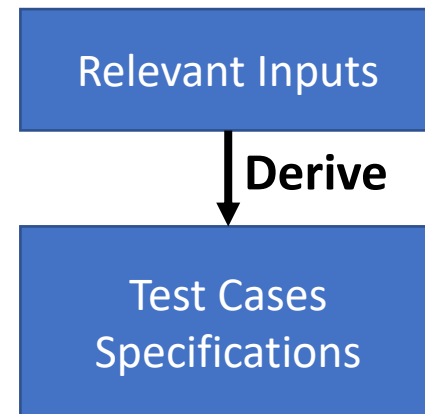 Relevant Inputs
Derive
Test Cases
Specifications